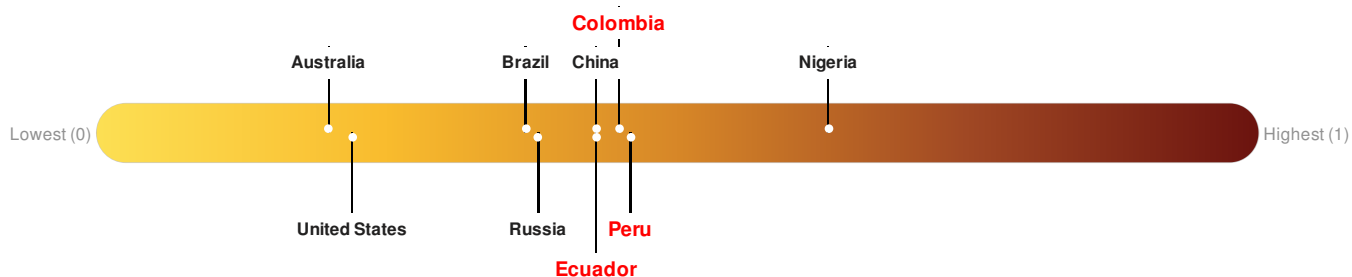 Colombia
Australia
Brazil
China
Nigeria
Lowest (0)
Highest (1)
United States
Russia
Peru
Ecuador